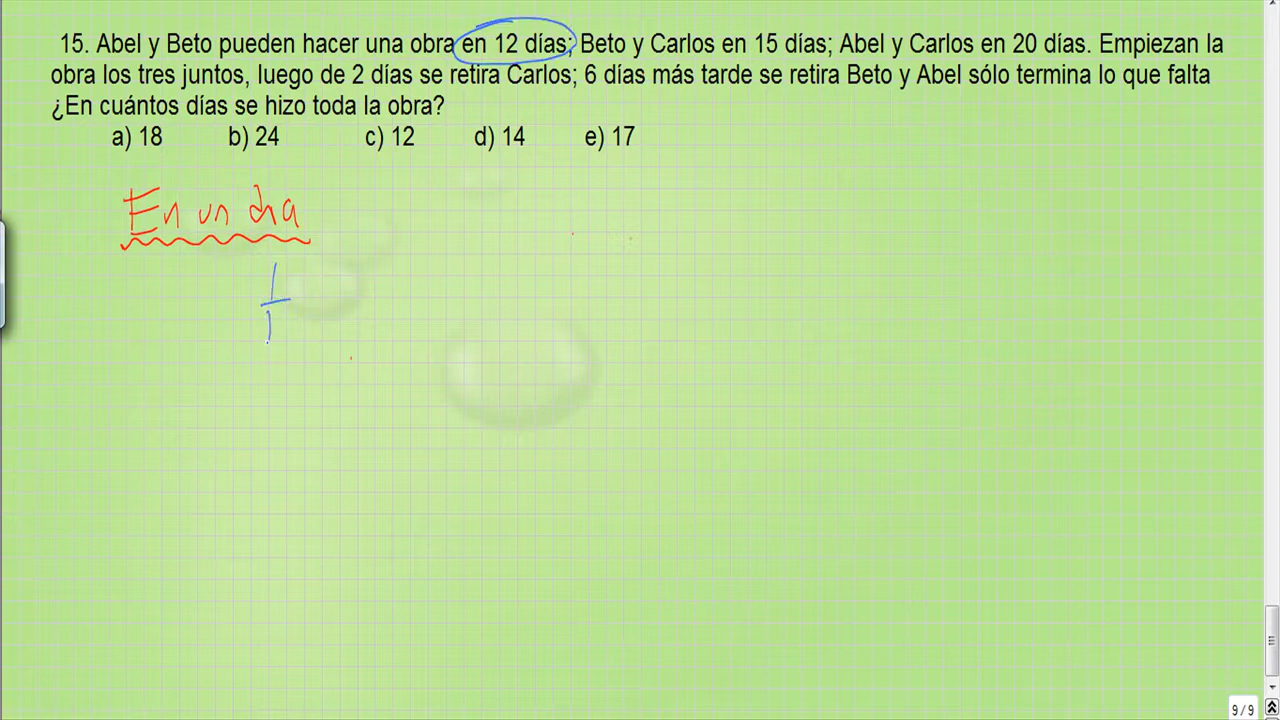 15. Abel y Beto pueden hacer una obra en 12 días; Beto y Carlos en 15 días; Abel y Carlos en 20 días. Empiezan la
obra los tres juntos, luego de 2 días se retira Carlos; 6 días más tarde se retira Beto y Abel sólo termina lo que falta
¿En cuántos días se hizo toda la obra?
a) 18 b) 24 c) 12 d) 14 e) 17
En un dia
1
1
9/9